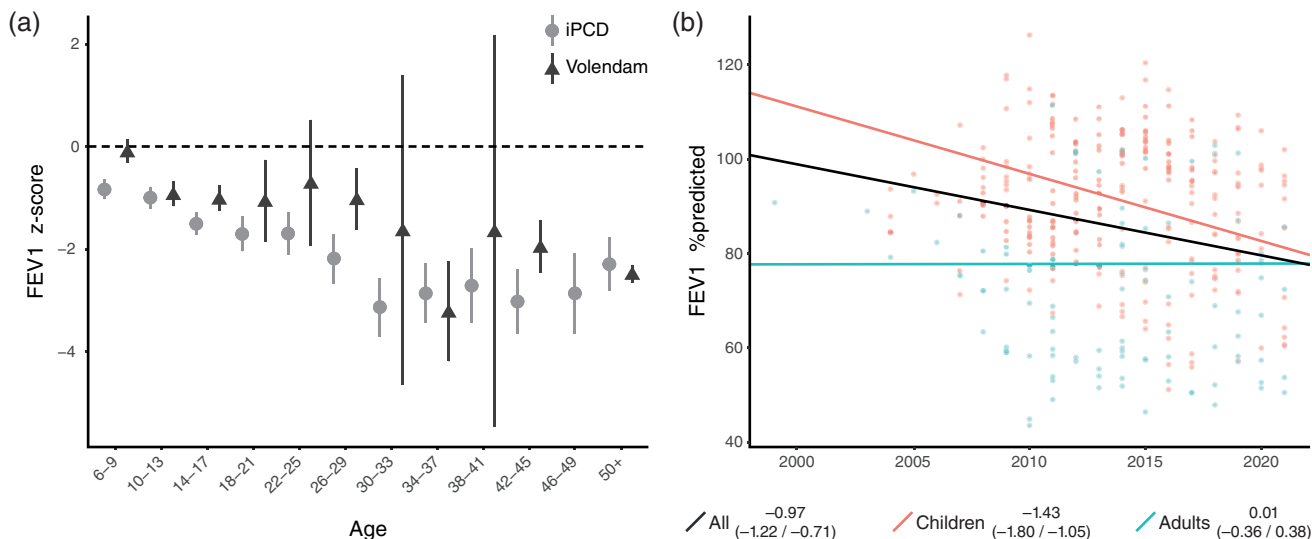 (a)
iPCD
Volendam
2
0
−2
−4
FEV1 z-score
6−9
10−13
14−17
18−21
22−25
26−29
30−33
34−37
38−41
42−45
46−49
50+
Age
(b)
120
100
80
60
40
FEV1 %predicted
2000
2005
2010
2015
2020
All −0.97
(−1.22 / −0.71)
Children −1.43
(−1.80 / −1.05)
Adults 0.01
(−0.36 / 0.38)